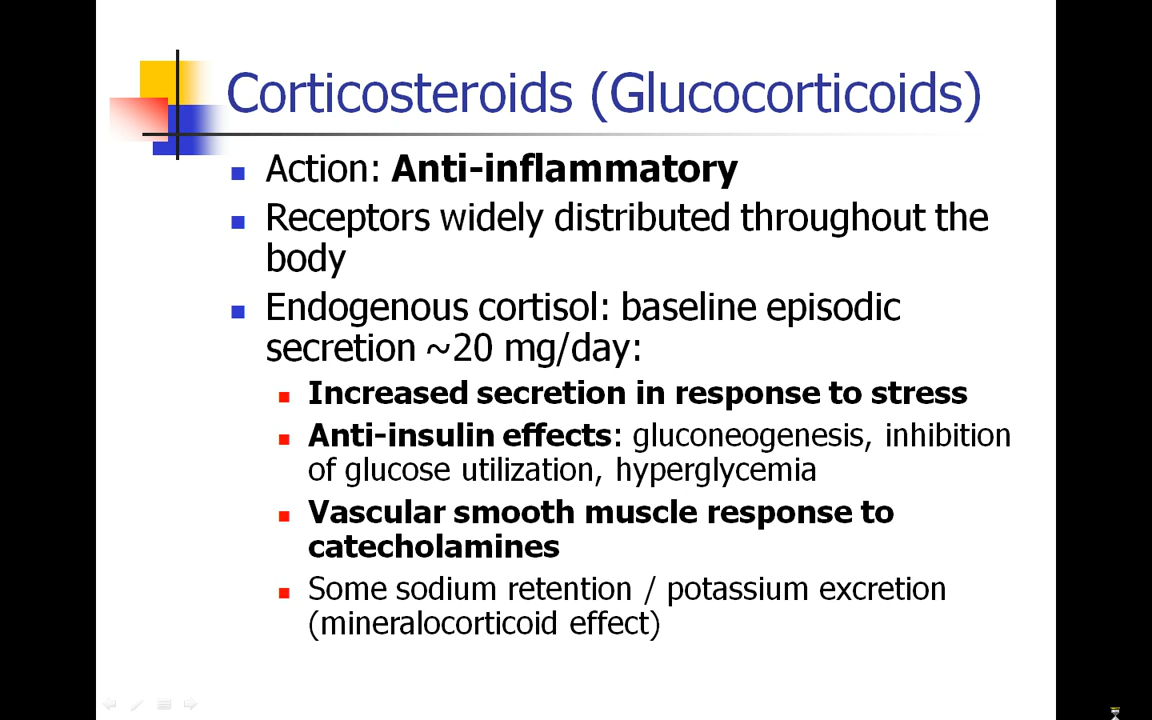 Corticosteroids (Glucocorticoids)
Action: Anti-inflammatory
Receptors widely distributed throughout the
body
Endogenous cortisol: baseline episodic
secretion ~20 mg/day:
Increased secretion in response to stress
Anti-insulin effects: gluconeogenesis, inhibition
of glucose utilization, hyperglycemia
Vascular smooth muscle response to
catecholamines
Some sodium retention / potassium excretion
(mineralocorticoid effect)